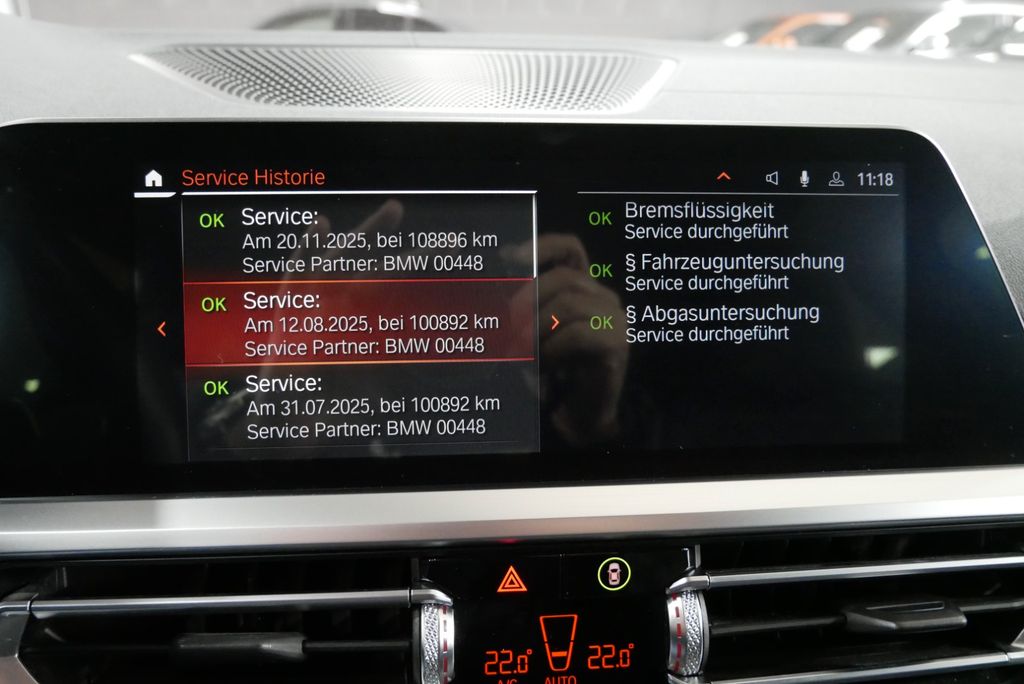 Service Historie
11:18
OK Service:
Am 20.11.2025, bei 108896 km
Service Partner: BMW 00448
OK Service:
Am 12.08.2025, bei 100892 km
Service Partner: BMW 00448
OK Service:
Am 31.07.2025, bei 100892 km
Service Partner: BMW 00448
OK Bremsflüssigkeit
Service durchgeführt
OK § Fahrzeuguntersuchung
Service durchgeführt
OK § Abgasuntersuchung
Service durchgeführt
22.0° 22.0°
A/C AUTO